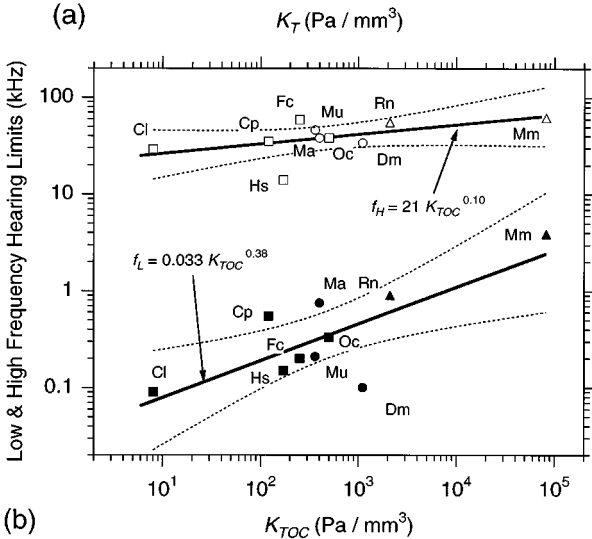 (a)
K_T (Pa / mm³)
Low & High Frequency Hearing Limits (kHz)
100
10
1
0.1
Cl
Cp
Fc
Mu
Rn
Mm
Ma
Oc
Dm
Hs
f_H = 21 K_TOC^0.10
f_L = 0.033 K_TOC^0.38
Mm
Ma
Rn
Cp
Fc
Oc
Cl
Hs
Mu
Dm
10¹ 10² 10³ 10⁴ 10⁵
(b)
K_TOC (Pa / mm³)